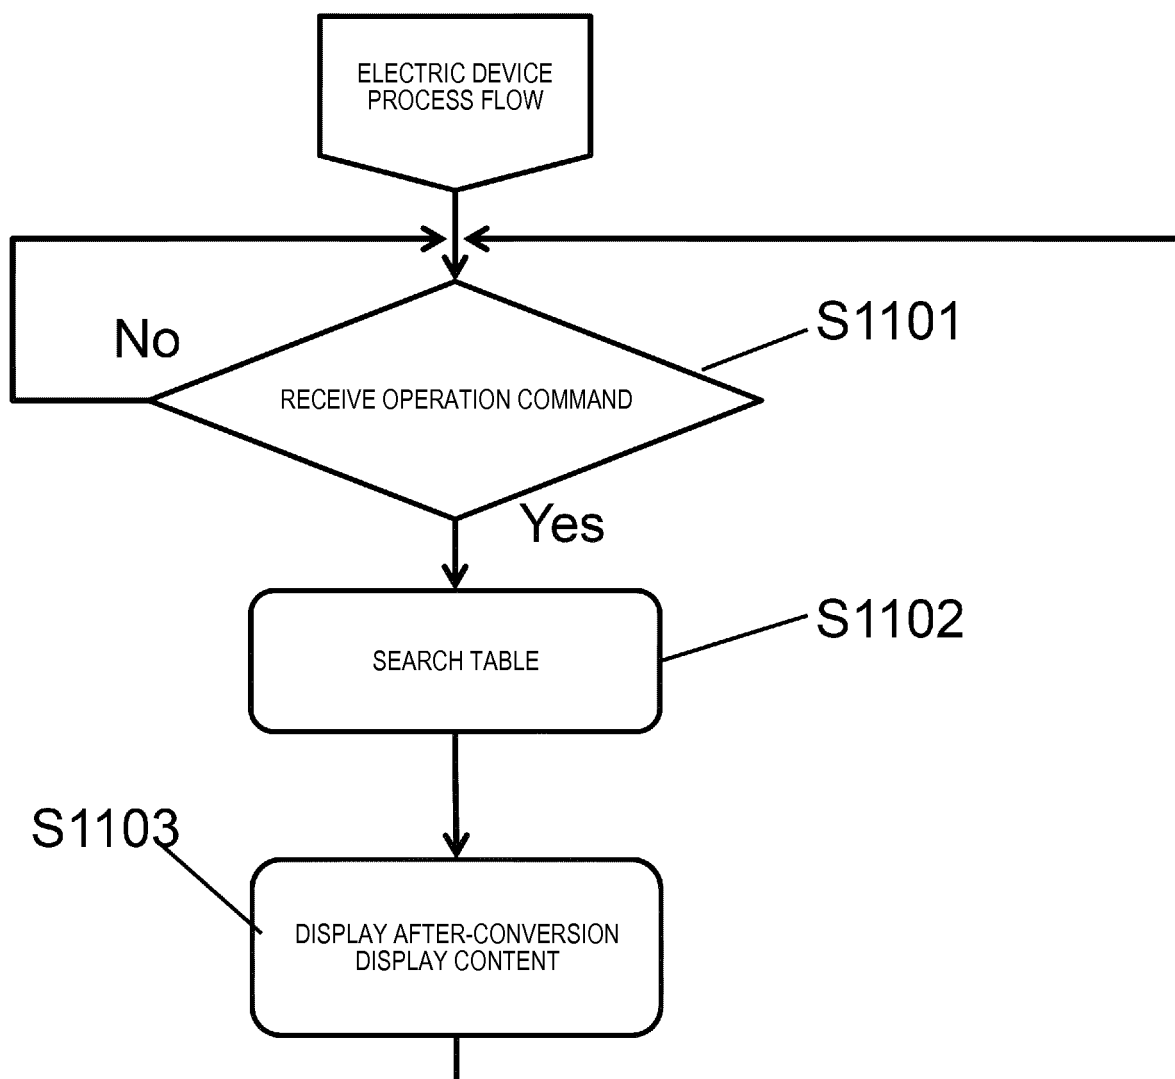 ELECTRIC DEVICE
PROCESS FLOW
No
S1101
RECEIVE OPERATION COMMAND
Yes
S1102
SEARCH TABLE
S1103
DISPLAY AFTER-CONVERSION
DISPLAY CONTENT